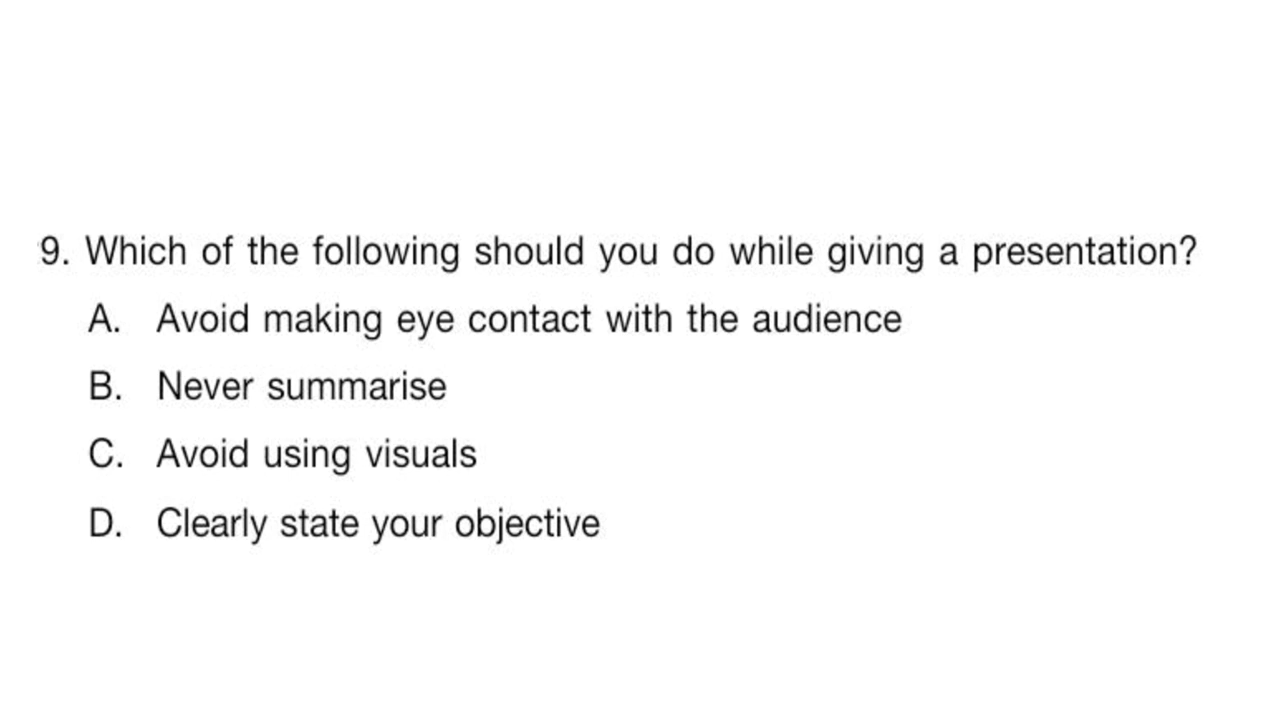 9. Which of the following should you do while giving a presentation?
A. Avoid making eye contact with the audience
B. Never summarise
C. Avoid using visuals
D. Clearly state your objective